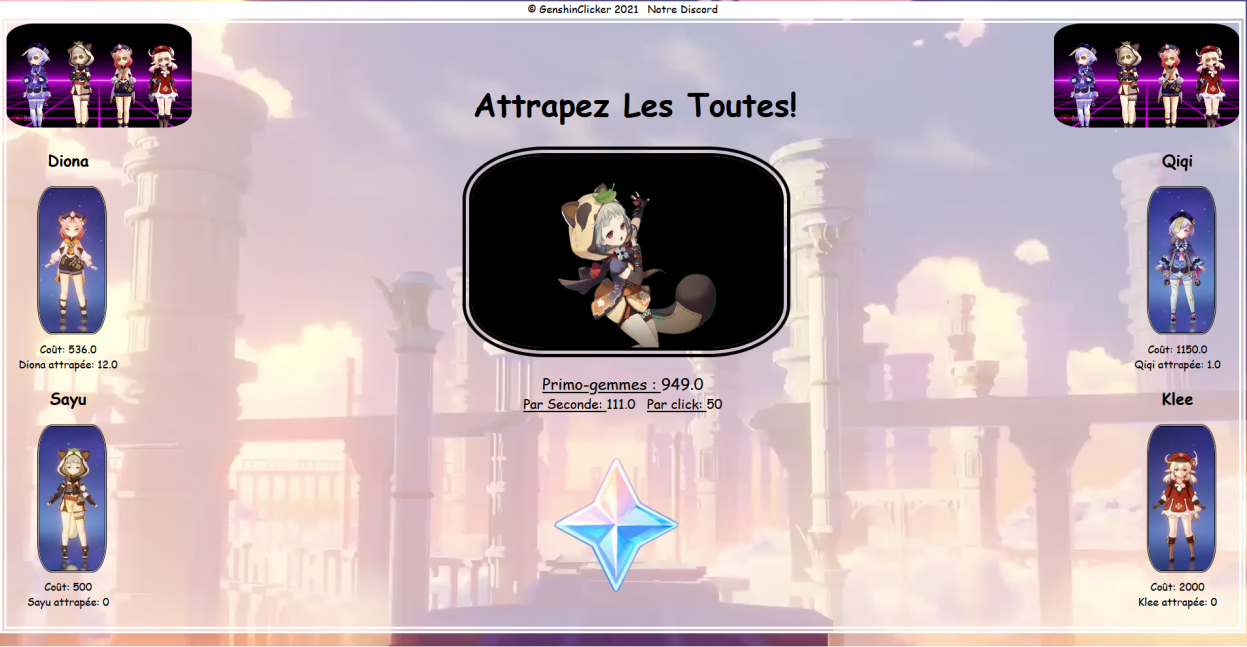 © GenshinClicker 2021 Notre Discord
Attrapez Les Toutes!
Diona
Coût: 536.0
Diona attrapée: 12.0
Sayu
Coût: 500
Sayu attrapée: 0
Primo-gemmes : 949.0
Par Seconde: 111.0 Par click: 50
Qiqi
Coût: 1150.0
Qiqi attrapée: 1.0
Klee
Coût: 2000
Klee attrapée: 0